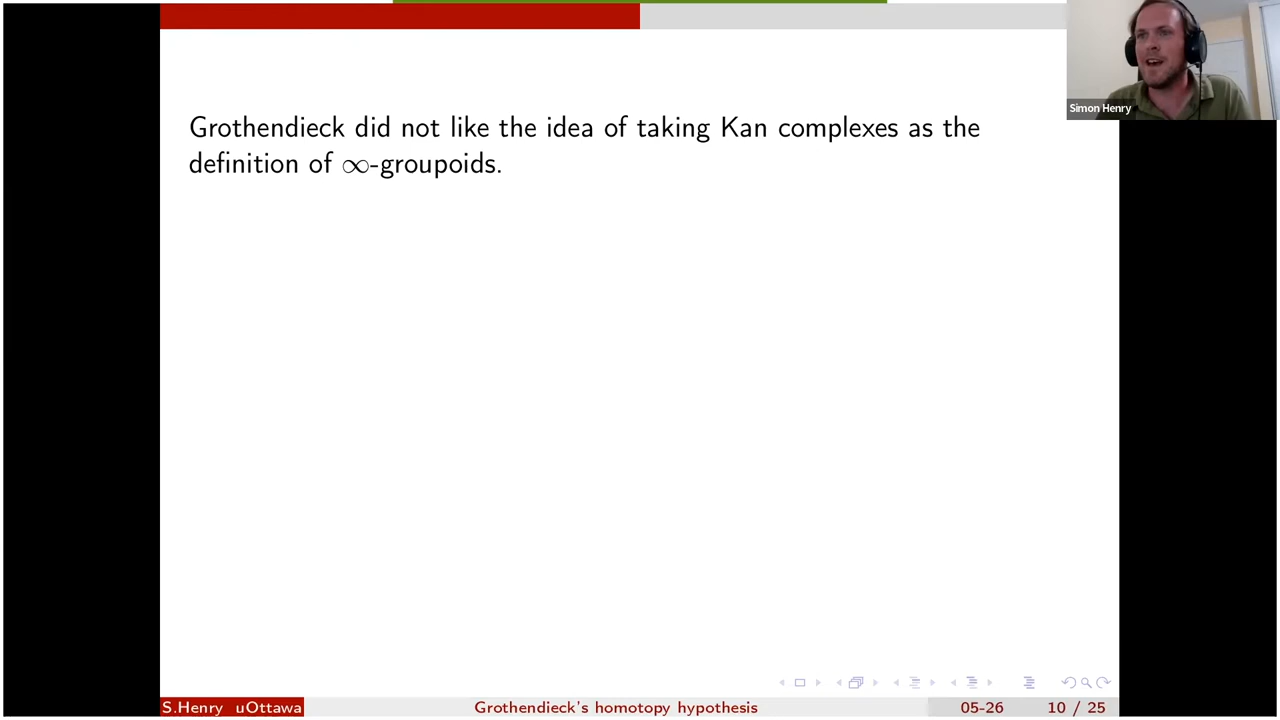 Simon Henry
Grothendieck did not like the idea of taking Kan complexes as the
definition of ∞-groupoids.
S.Henry uOttawa
Grothendieck's homotopy hypothesis
05-26
10 / 25